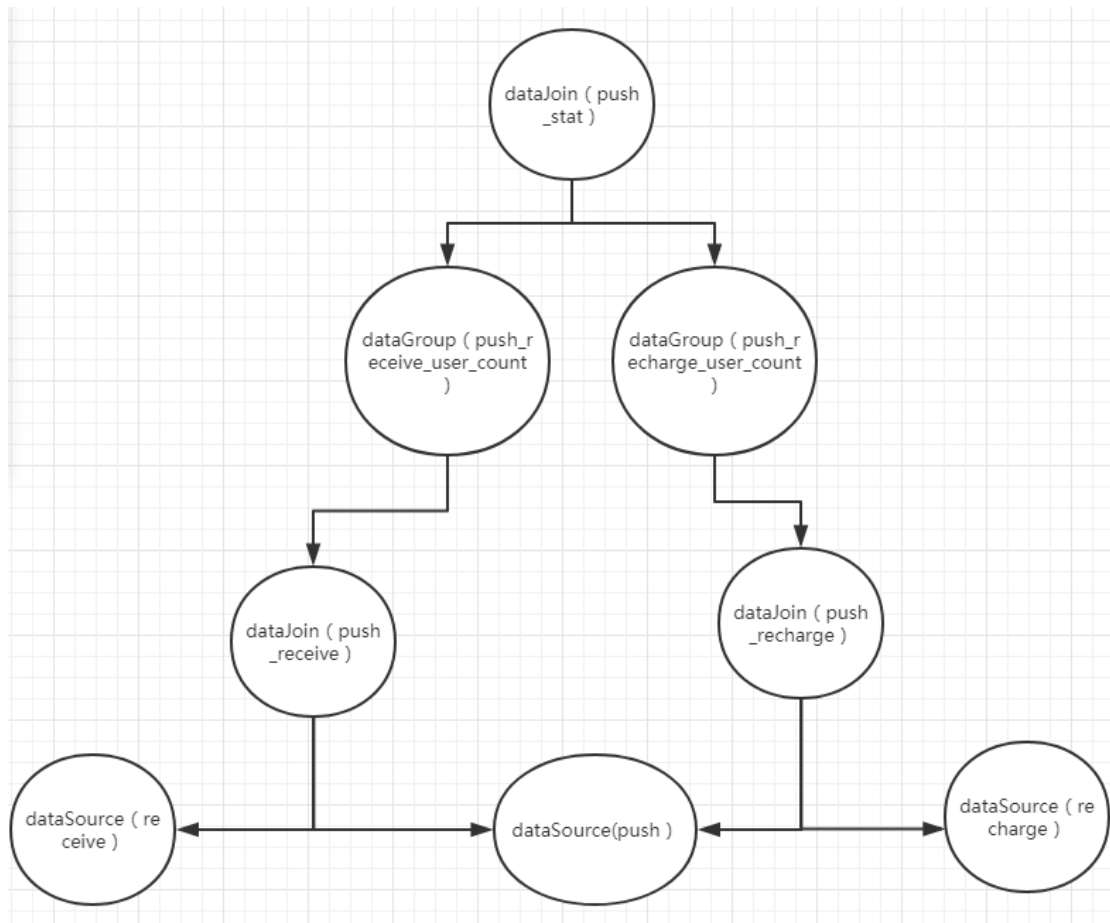 dataJoin ( push
_stat )
dataGroup ( push_r
eceive_user_count
)
dataGroup ( push_r
echarge_user_count
)
dataJoin ( push
_receive )
dataJoin ( push
_recharge )
dataSource ( re
ceive )
dataSource(push )
dataSource ( re
charge )